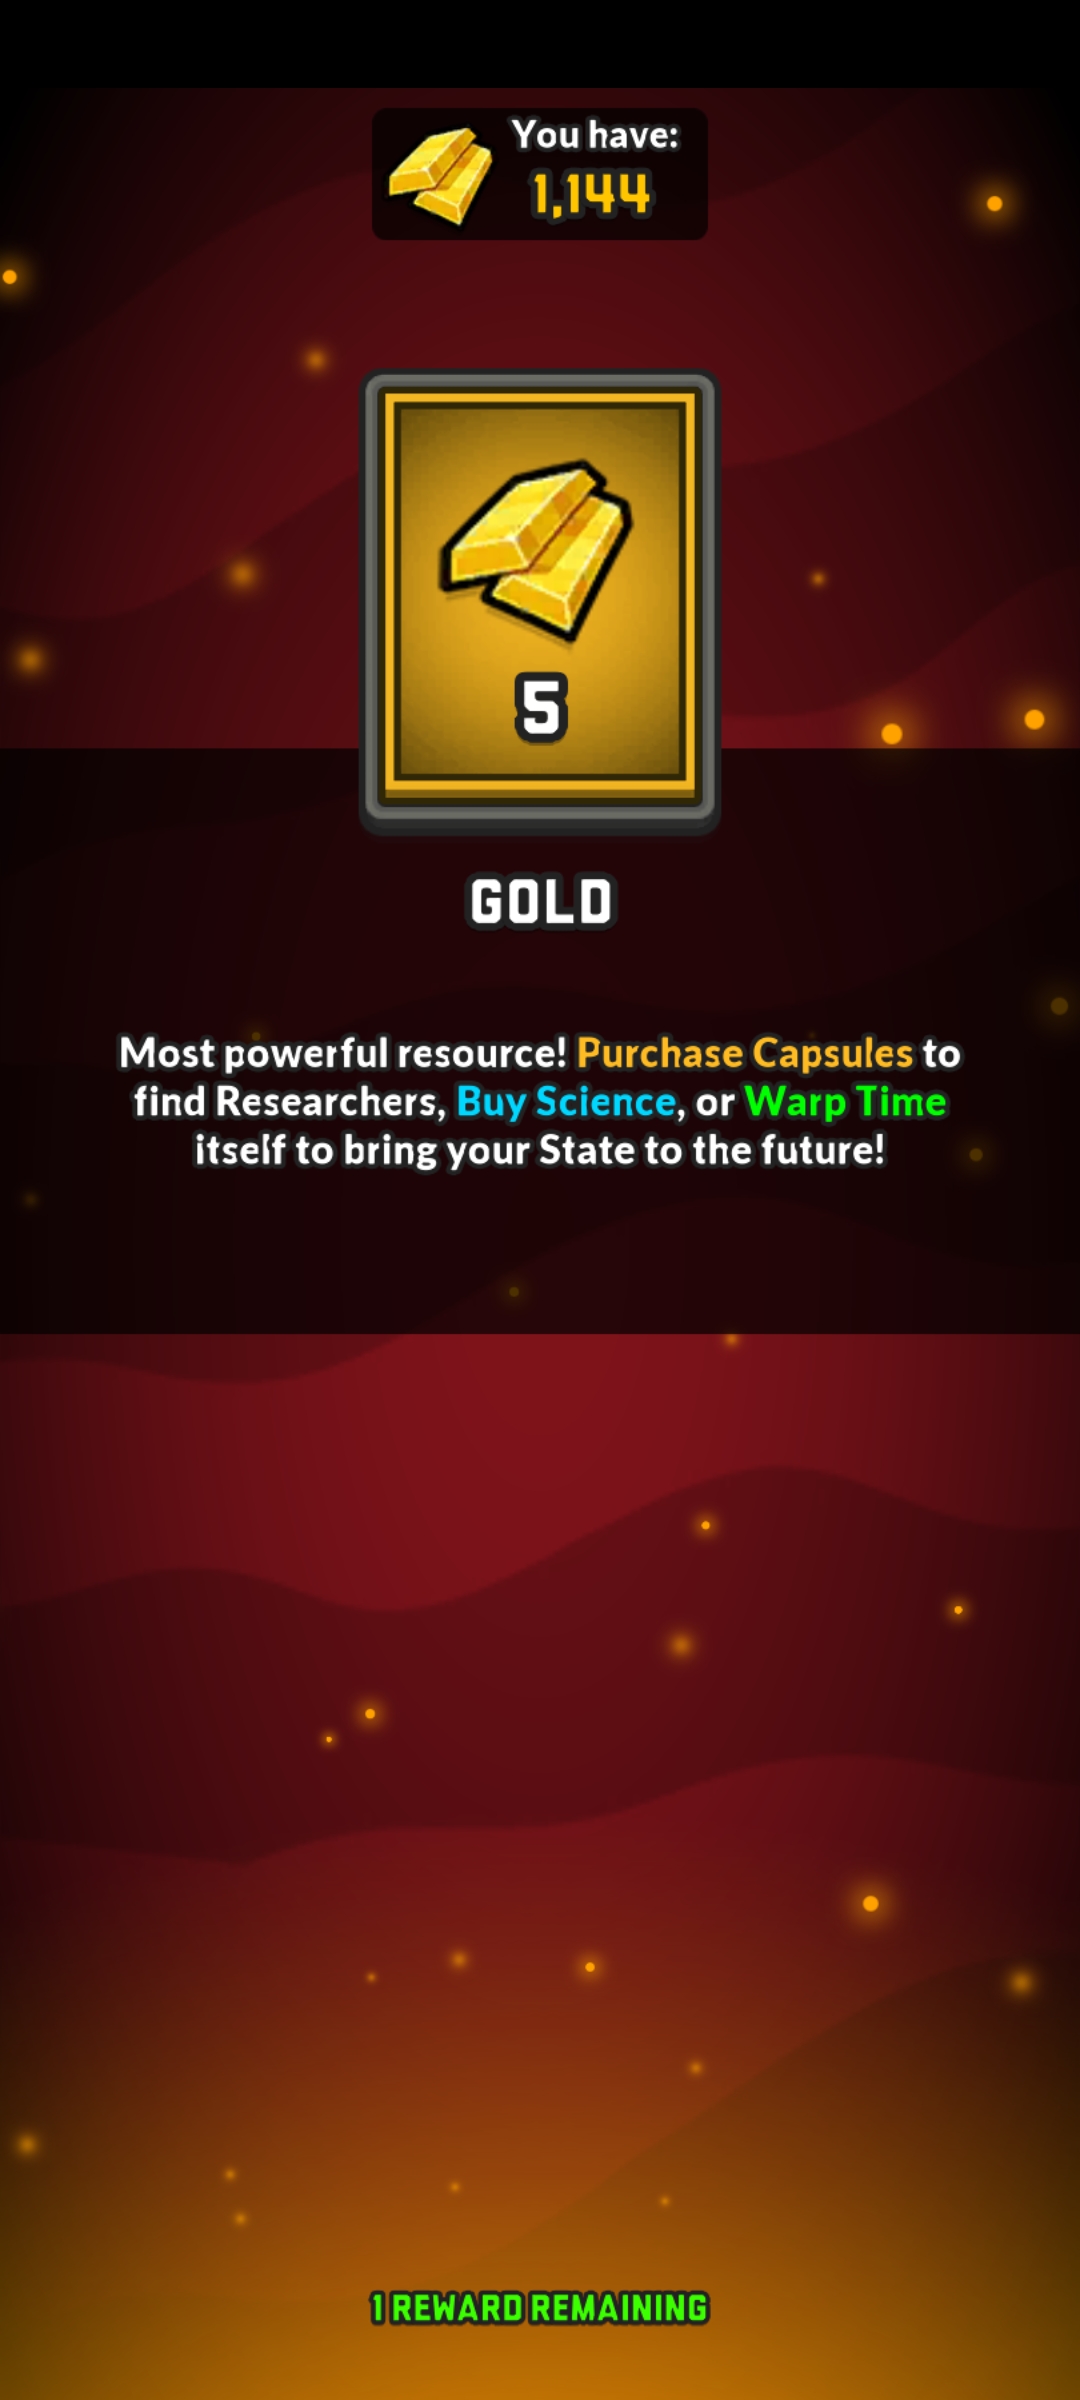 You have:
1,144
5
GOLD
Most powerful resource! Purchase Capsules to
find Researchers, Buy Science, or Warp Time
itself to bring your State to the future!
1 REWARD REMAINING